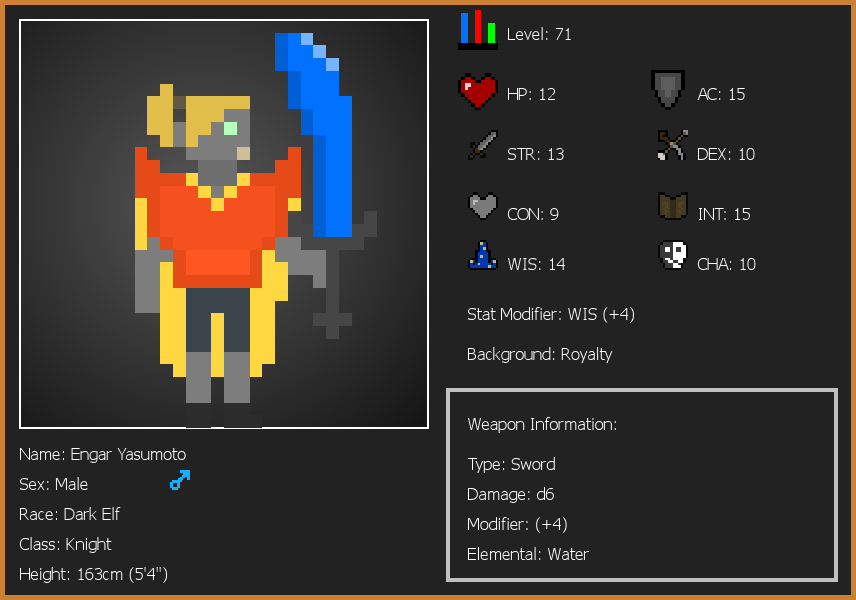 Level: 71
HP: 12
AC: 15
STR: 13
DEX: 10
CON: 9
INT: 15
WIS: 14
CHA: 10
Stat Modifier: WIS (+4)
Background: Royalty
Weapon Information:
Type: Sword
Damage: d6
Modifier: (+4)
Elemental: Water
Name: Engar Yasumoto
Sex: Male
Race: Dark Elf
Class: Knight
Height: 163cm (5'4")